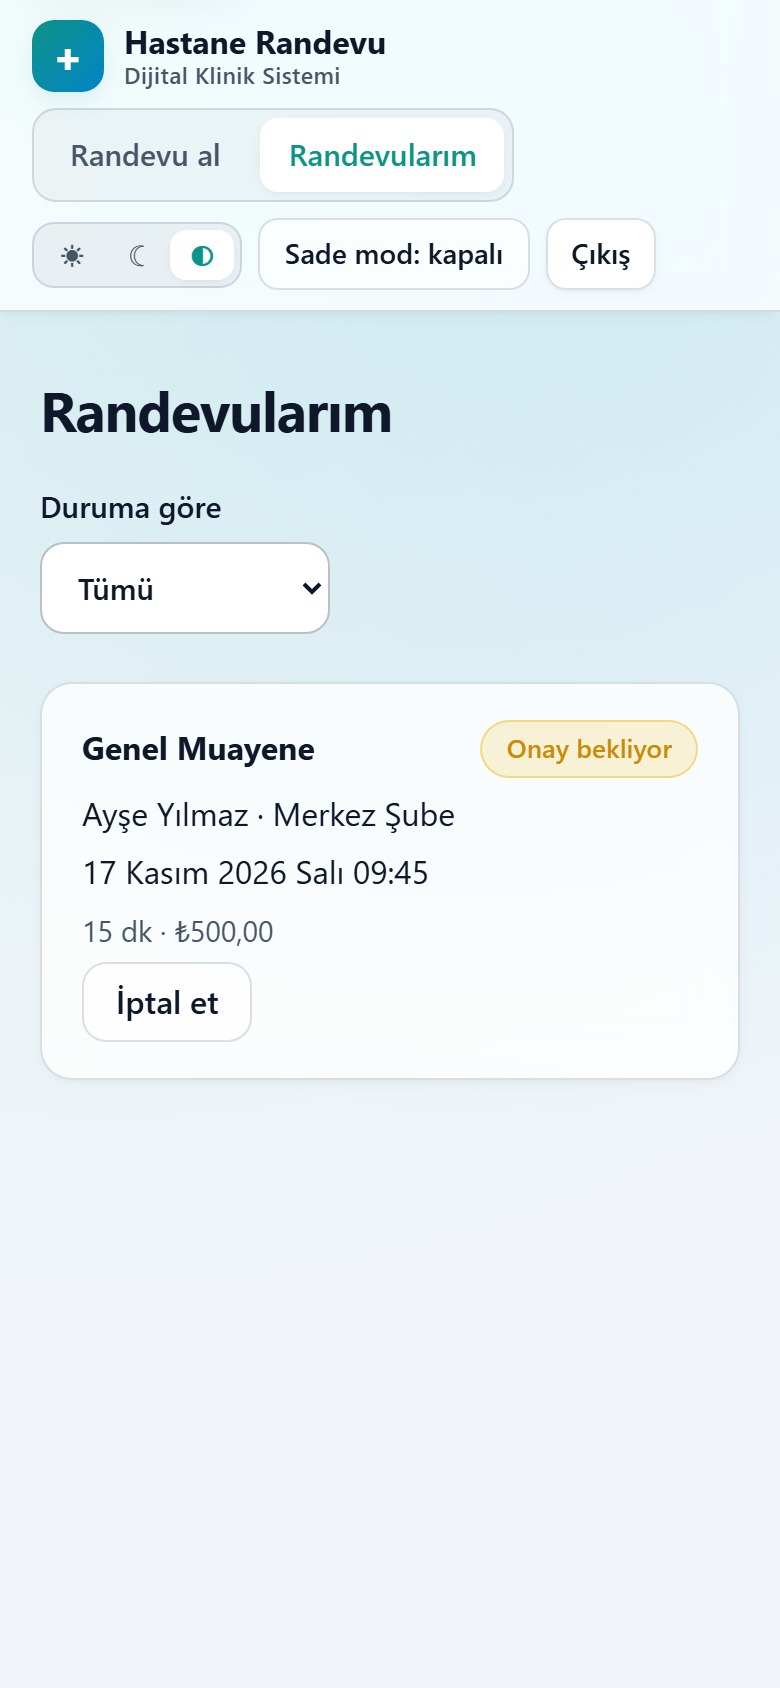 Hastane Randevu
Dijital Klinik Sistemi
Randevu al
Randevularım
Sade mod: kapalı
Çıkış
Randevularım
Duruma göre
Tümü
Genel Muayene
Onay bekliyor
Ayşe Yılmaz · Merkez Şube
17 Kasım 2026 Salı 09:45
15 dk · ₺500,00
İptal et